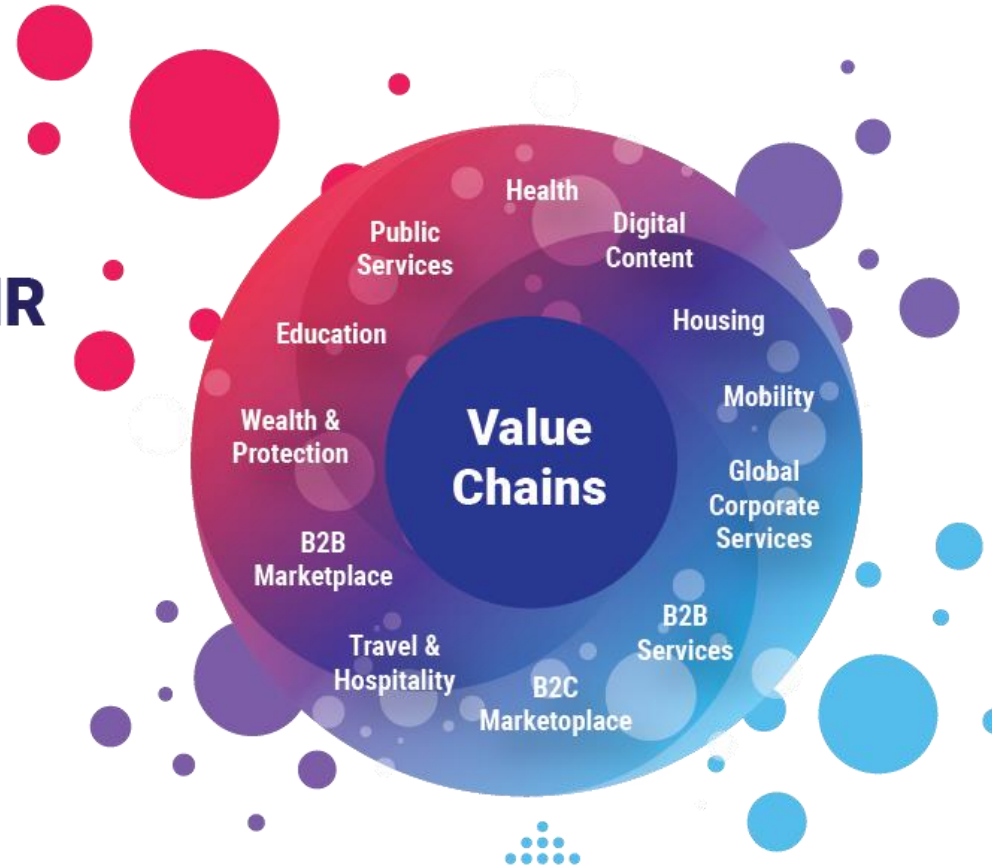 Health
Digital
Content
Public
Services
Housing
Education
Mobility
Wealth &
Protection
Value
Chains
Global
Corporate
Services
B2B
Marketplace
B2B
Services
Travel &
Hospitality
B2C
Marketoplace